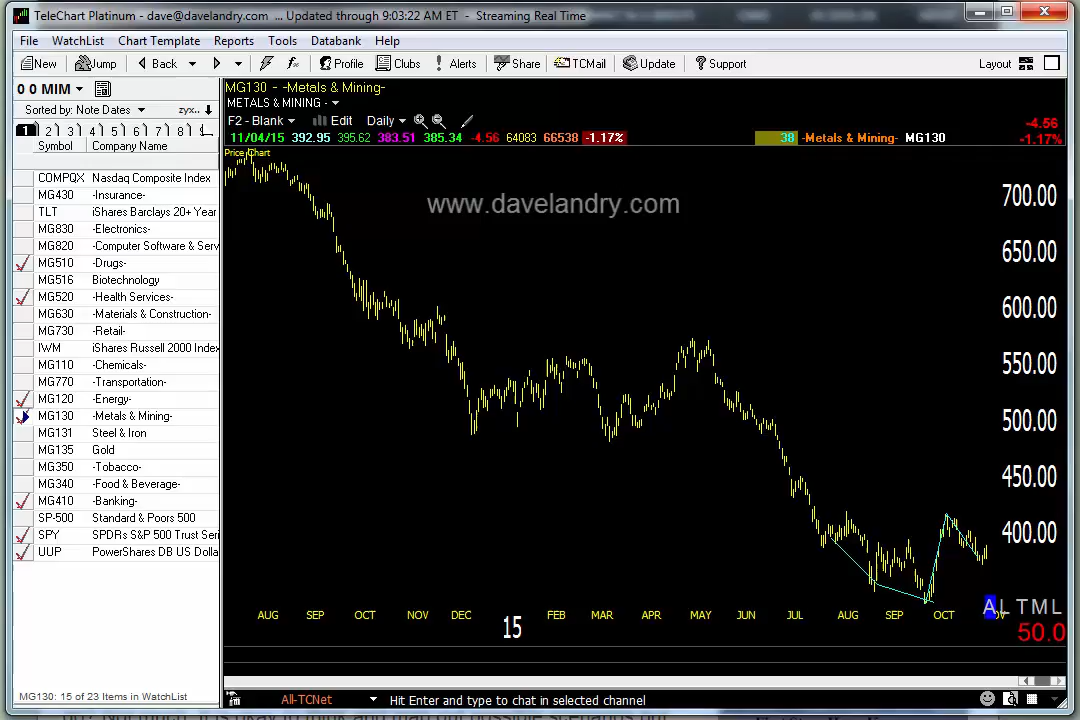 TeleChart Platinum - dave@davelandry.com ... Updated through 9:03:22 AM ET - Streaming Real Time
File WatchList Chart Template Reports Tools Databank Help
New Jump Back Profile Clubs Alerts Share TCMail Update Support Layout
0 0 MIM
Sorted by: Note Dates zyx..
1 2 3 4 5 6 7 8
Symbol Company Name
COMPQX Nasdaq Composite Index
MG430 -Insurance-
TLT iShares Barclays 20+ Year
MG830 -Electronics-
MG820 -Computer Software & Serv
MG510 -Drugs-
MG516 Biotechnology
MG520 -Health Services-
MG630 -Materials & Construction-
MG730 -Retail-
IWM iShares Russell 2000 Index
MG110 -Chemicals-
MG770 -Transportation-
MG120 -Energy-
MG130 -Metals & Mining-
MG131 Steel & Iron
MG135 Gold
MG350 -Tobacco-
MG340 -Food & Beverage-
MG410 -Banking-
SP-500 Standard & Poors 500
SPY SPDRs S&P 500 Trust Seri
UUP PowerShares DB US Dolla
MG130: 15 of 23 Items in WatchList
MG130 - -Metals & Mining-
METALS & MINING -
F2 - Blank Edit Daily
11/04/15 392.95 395.62 383.51 385.34 -4.56 64083 66538 -1.17%
38 -Metals & Mining- MG130
-4.56
-1.17%
Price Chart
www.davelandry.com
700.00
650.00
600.00
550.00
500.00
450.00
400.00
AUG SEP OCT NOV DEC 15 FEB MAR APR MAY JUN JUL AUG SEP OCT
A L T M L
50.0
All-TCNet Hit Enter and type to chat in selected channel